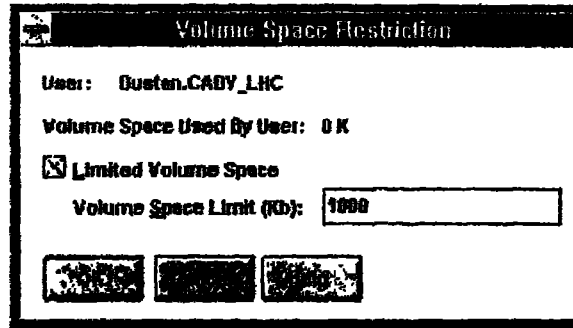 Volume Space Restriction
User: Dusten.CADY_LHC
Volume Space Used By User: 0 K
Limited Volume Space
Volume Space Limit (Kb): 1000